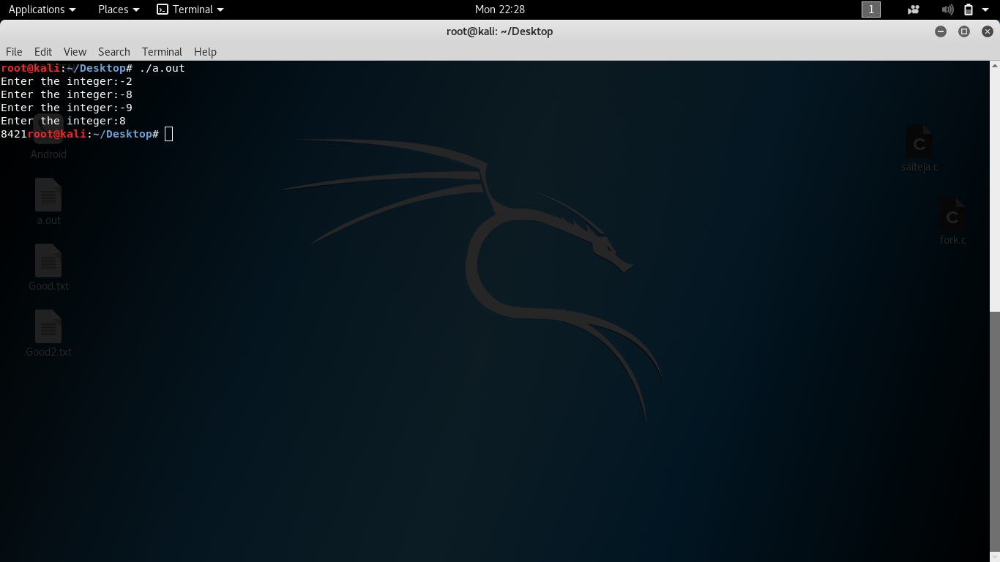 Applications Places Terminal Mon 22:28 1
root@kali: ~/Desktop
File Edit View Search Terminal Help
root@kali:~/Desktop# ./a.out
Enter the integer:-2
Enter the integer:-8
Enter the integer:-9
Enter the integer:8
8421root@kali:~/Desktop#
Android
saiteja.c
a.out
fork.c
Good.txt
Good2.txt